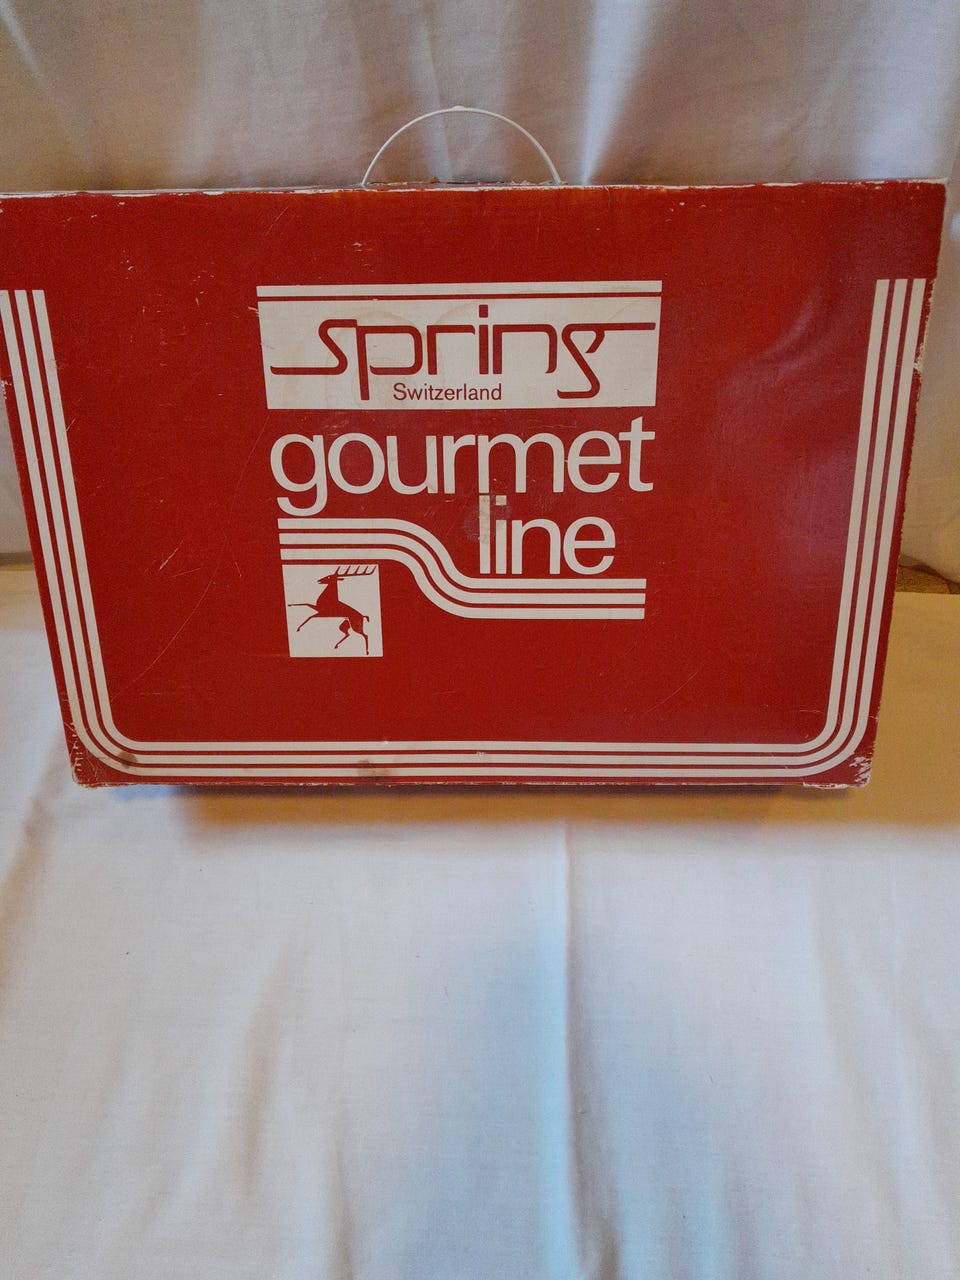 spring
Switzerland
gourmet
line